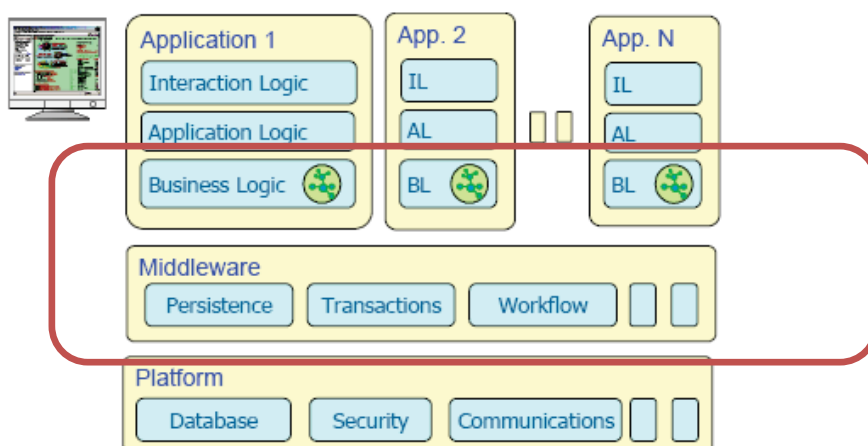 Application 1
Interaction Logic
Application Logic
Business Logic
App. 2
IL
AL
BL
App. N
IL
AL
BL
Middleware
Persistence
Transactions
Workflow
Platform
Database
Security
Communications